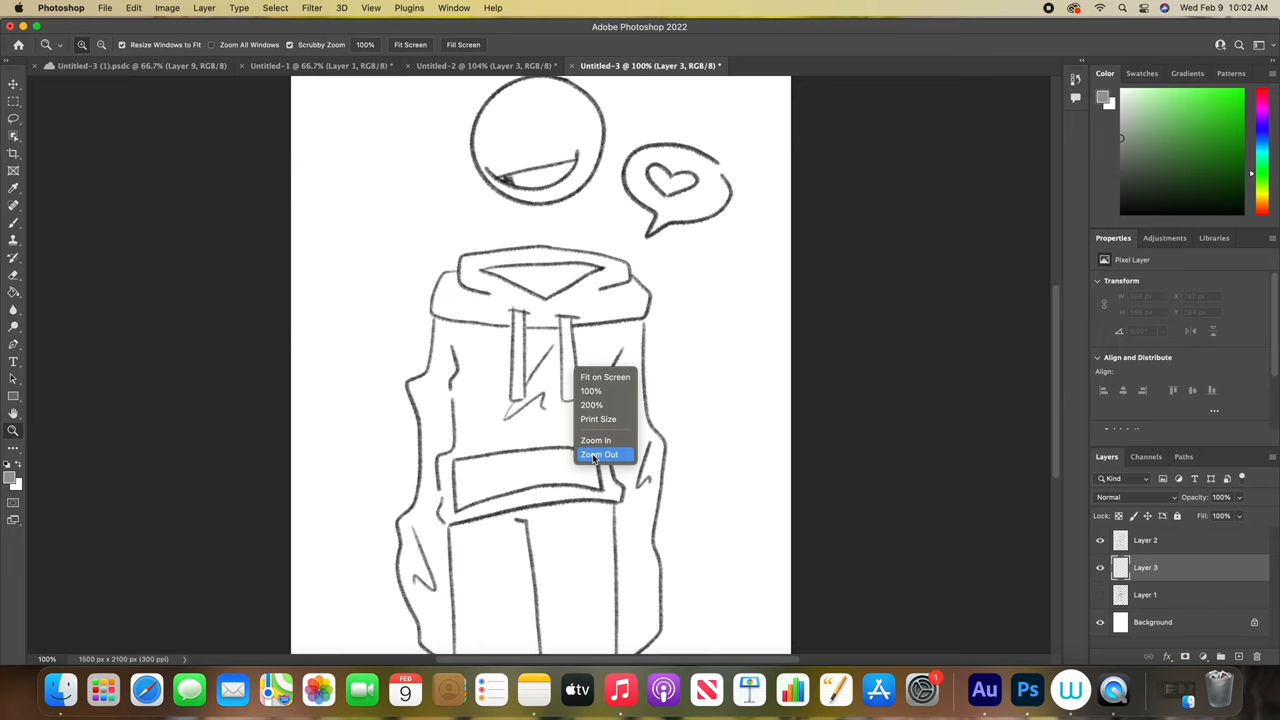 Photoshop File Edit Image Layer Type Select Filter 3D View Plugins Window Help Wed Feb 9 10:02 AM
Adobe Photoshop 2022
Resize Windows to Fit Zoom All Windows Scrubby Zoom 100% Fit Screen Fill Screen
Untitled-3 (1).psdc @ 66.7% (Layer 9, RGB/8) Untitled-1 @ 66.7% (Layer 1, RGB/8) * Untitled-2 @ 104% (Layer 3, RGB/8) * Untitled-3 @ 100% (Layer 3, RGB/8) *
Color Swatches Gradients Patterns
Properties Adjustments Libraries
Pixel Layer
Transform
Align and Distribute
Align:
Fit on Screen
100%
200%
Print Size
Zoom In
Zoom Out
Layers Channels Paths
Kind
Normal Opacity: 100%
Lock: Fill: 100%
Layer 2
Layer 3
Layer 1
Background
100% 1500 px x 2100 px (300 ppi)
FEB
9
tv
1
Au Ps